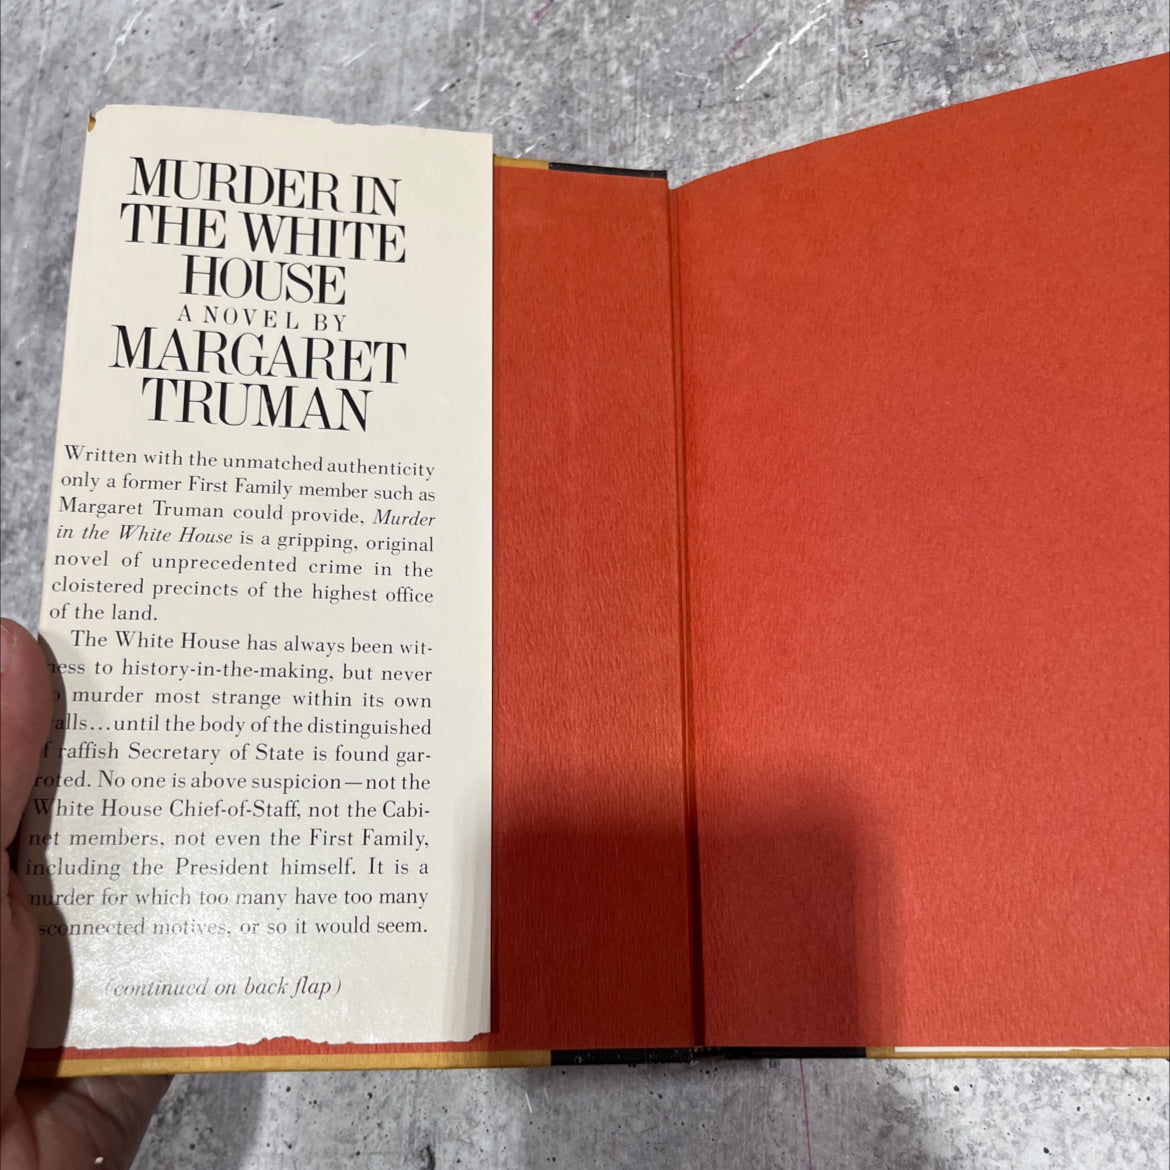 MURDER IN
THE WHITE
HOUSE
A NOVEL BY
MARGARET
TRUMAN
Written with the unmatched authenticity
only a former First Family member such as
Margaret Truman could provide, Murder
in the White House is a gripping, original
novel of unprecedented crime in the
cloistered precincts of the highest office
of the land.
The White House has always been wit-
ness to history-in-the-making, but never
murder most strange within its own
alls...until the body of the distinguished
if raffish Secretary of State is found gar-
roted. No one is above suspicion—not the
White House Chief-of-Staff, not the Cabi-
net members, not even the First Family,
including the President himself. It is a
murder for which too many have too many
sconnected motives, or so it would seem.
(continued on back flap)